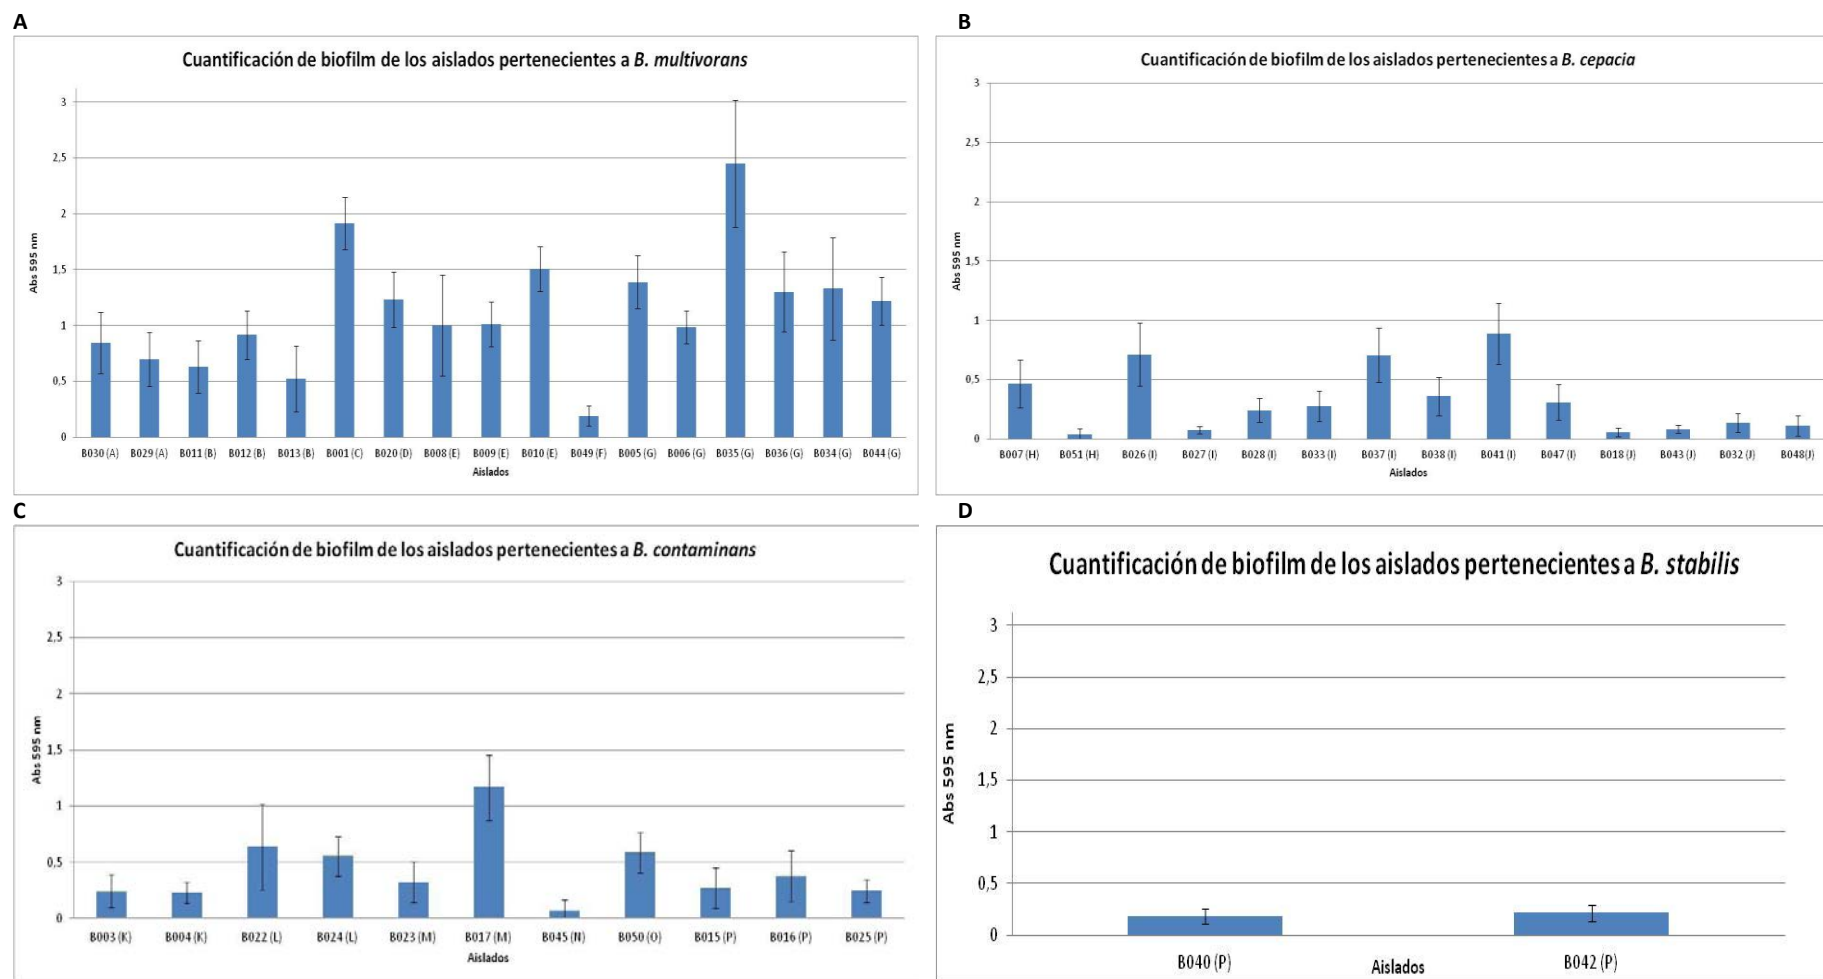 A
Cuantificación de biofilm de los aislados pertenecientes a B. multivorans
3
2,5
2
1,5
1
0,5
0
Abs 595 nm
B030 (A) B029 (A) B011 (B) B012 (B) B013 (B) B001 (C) B020 (D) B008 (E) B009 (E) B010 (E) B049 (F) B005 (G) B006 (G) B035 (G) B036 (G) B034 (G) B044 (G)
Aislados
B
Cuantificación de biofilm de los aislados pertenecientes a B. cepacia
3
2,5
2
1,5
1
0,5
0
Abs 595 nm
B007 (H) B051 (H) B026 (I) B027 (I) B028 (I) B033 (I) B037 (I) B038 (I) B041 (I) B047 (I) B018 (J) B043 (J) B032 (J) B048(J)
Aislados
C
Cuantificación de biofilm de los aislados pertenecientes a B. contaminans
3
2,5
2
1,5
1
0,5
0
Abs 595 nm
B003 (K) B004 (K) B022 (L) B024 (L) B023 (M) B017 (M) B045 (N) B050 (O) B015 (P) B016 (P) B025 (P)
Aislados
D
Cuantificación de biofilm de los aislados pertenecientes a B. stabilis
3
2,5
2
1,5
1
0,5
0
Abs 595 nm
B040 (P) B042 (P)
Aislados